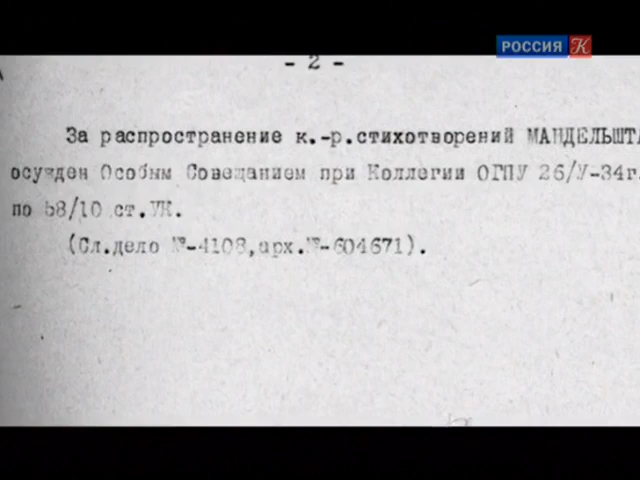 РОССИЯ К
- 2 -
За распространение к.-р.стихотворений МАНДЕЛЬШТА
осужден Особым Совещанием при Коллегии ОГПУ 26/У-34г.
по 58/10 ст.УК.
(Сл.дело №-4108,арх.№-604671).